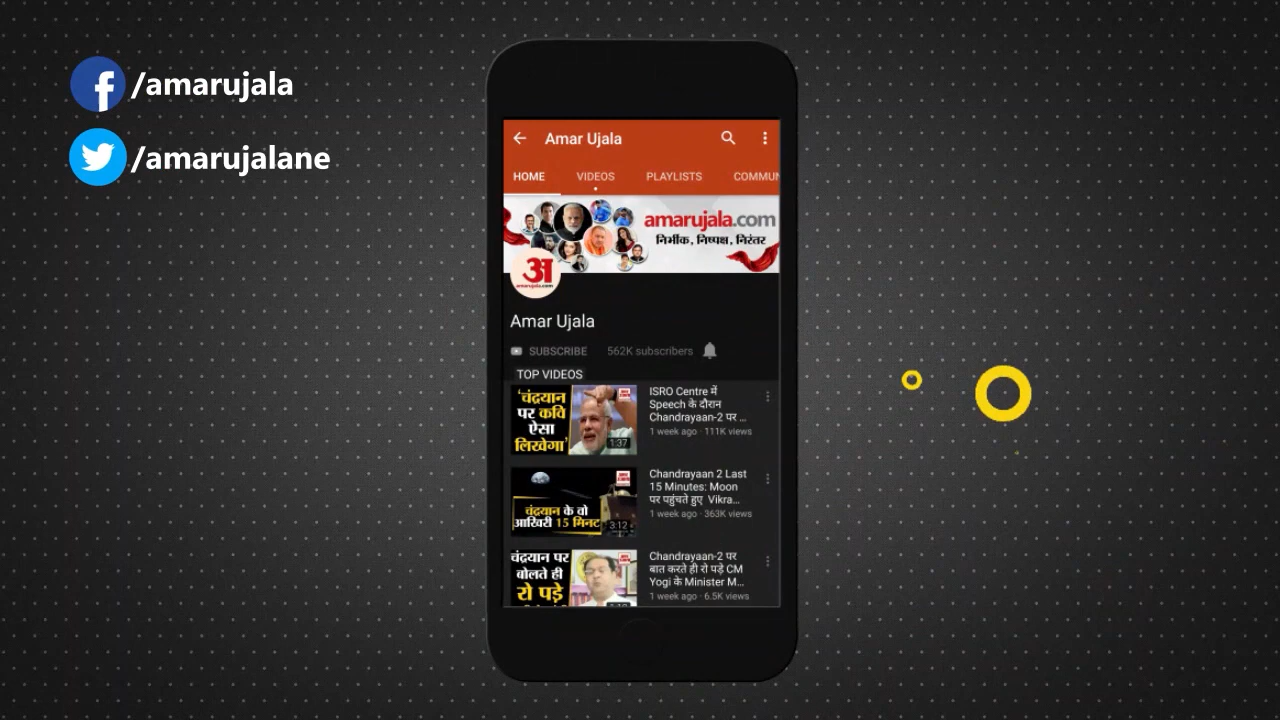 /amarujala
/amarujalane
Amar Ujala
HOME VIDEOS PLAYLISTS COMMUN
amarujala.com
निर्भीक, निष्पक्ष, निरंतर
अ
amarujala.com
Amar Ujala
SUBSCRIBE 562K subscribers
TOP VIDEOS
'चंद्रयान
पर कवि
ऐसा
लिखेगा'
1:37
ISRO Centre में
Speech के दौरान
Chandrayaan-2 पर ...
1 week ago · 111K views
चंद्रयान के वो
आखिरी 15 मिनट
3:12
Chandrayaan 2 Last
15 Minutes: Moon
पर पहुंचते हुए Vikra...
1 week ago · 363K views
चंद्रयान पर
बोलते ही
रो पड़े
Chandrayaan-2 पर
बात करते ही रो पड़े CM
Yogi के Minister M...
1 week ago · 6.5K views